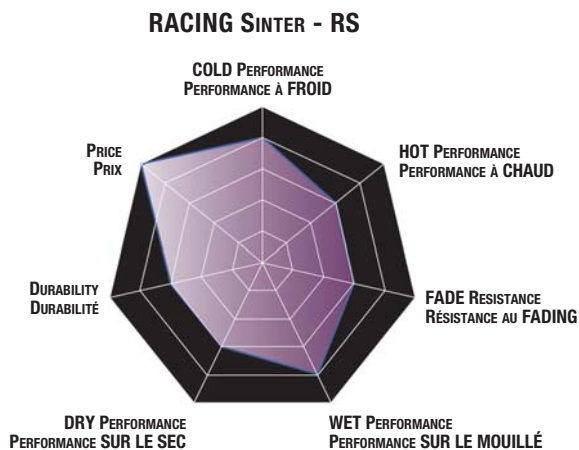 RACING SINTER - RS
COLD PERFORMANCE
PERFORMANCE À FROID
PRICE
PRIX
HOT PERFORMANCE
PERFORMANCE À CHAUD
DURABILITY
DURABILITÉ
FADE RESISTANCE
RÉSISTANCE AU FADING
DRY PERFORMANCE
PERFORMANCE SUR LE SEC
WET PERFORMANCE
PERFORMANCE SUR LE MOUILLÉ